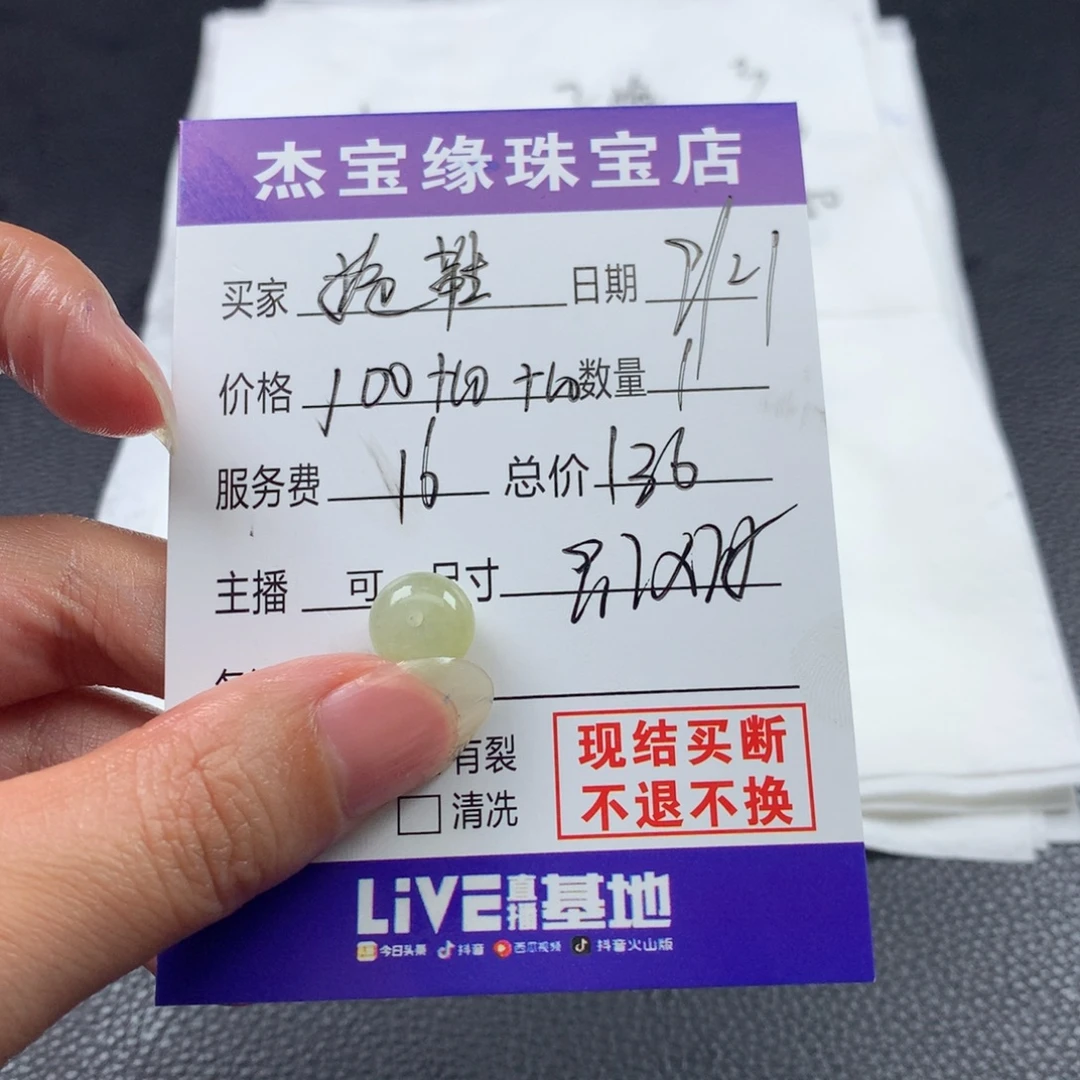 杰宝缘珠宝店
买家 抢鞋 日期 7/21
价格 100+10+10 数量 1
服务费 16 总价 136
主播 可 尺寸
有裂
清洗
现结买断
不退不换
LiVE直播基地
今日头条 抖音 西瓜视频 抖音火山版